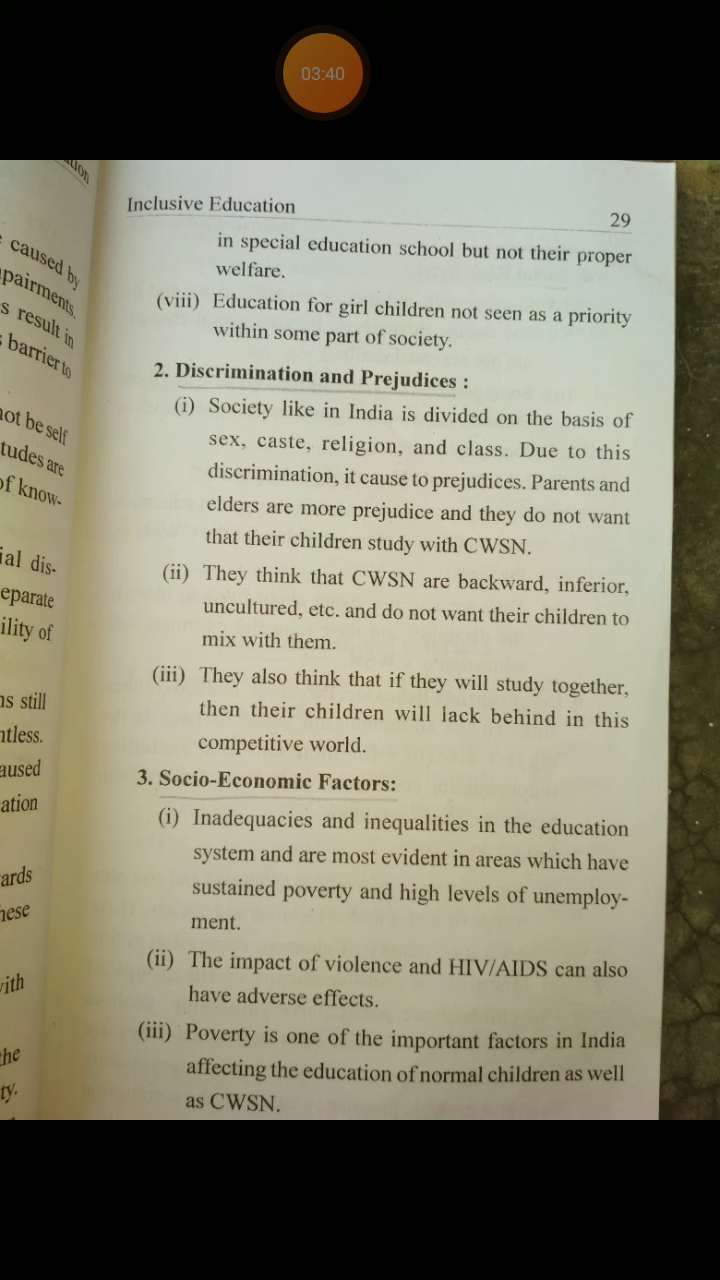 03:40
caused by
pairments.
s result in
barrier to
not be self
tudes are
of know-
ial dis-
eparate
ility of
ns still
ntless.
aused
ation
ards
hese
with
the
ty.
Inclusive Education
29
in special education school but not their proper
welfare.
(viii) Education for girl children not seen as a priority
within some part of society.
2. Discrimination and Prejudices :
(i) Society like in India is divided on the basis of
sex, caste, religion, and class. Due to this
discrimination, it cause to prejudices. Parents and
elders are more prejudice and they do not want
that their children study with CWSN.
(ii) They think that CWSN are backward, inferior,
uncultured, etc. and do not want their children to
mix with them.
(iii) They also think that if they will study together,
then their children will lack behind in this
competitive world.
3. Socio-Economic Factors:
(i) Inadequacies and inequalities in the education
system and are most evident in areas which have
sustained poverty and high levels of unemploy-
ment.
(ii) The impact of violence and HIV/AIDS can also
have adverse effects.
(iii) Poverty is one of the important factors in India
affecting the education of normal children as well
as CWSN.